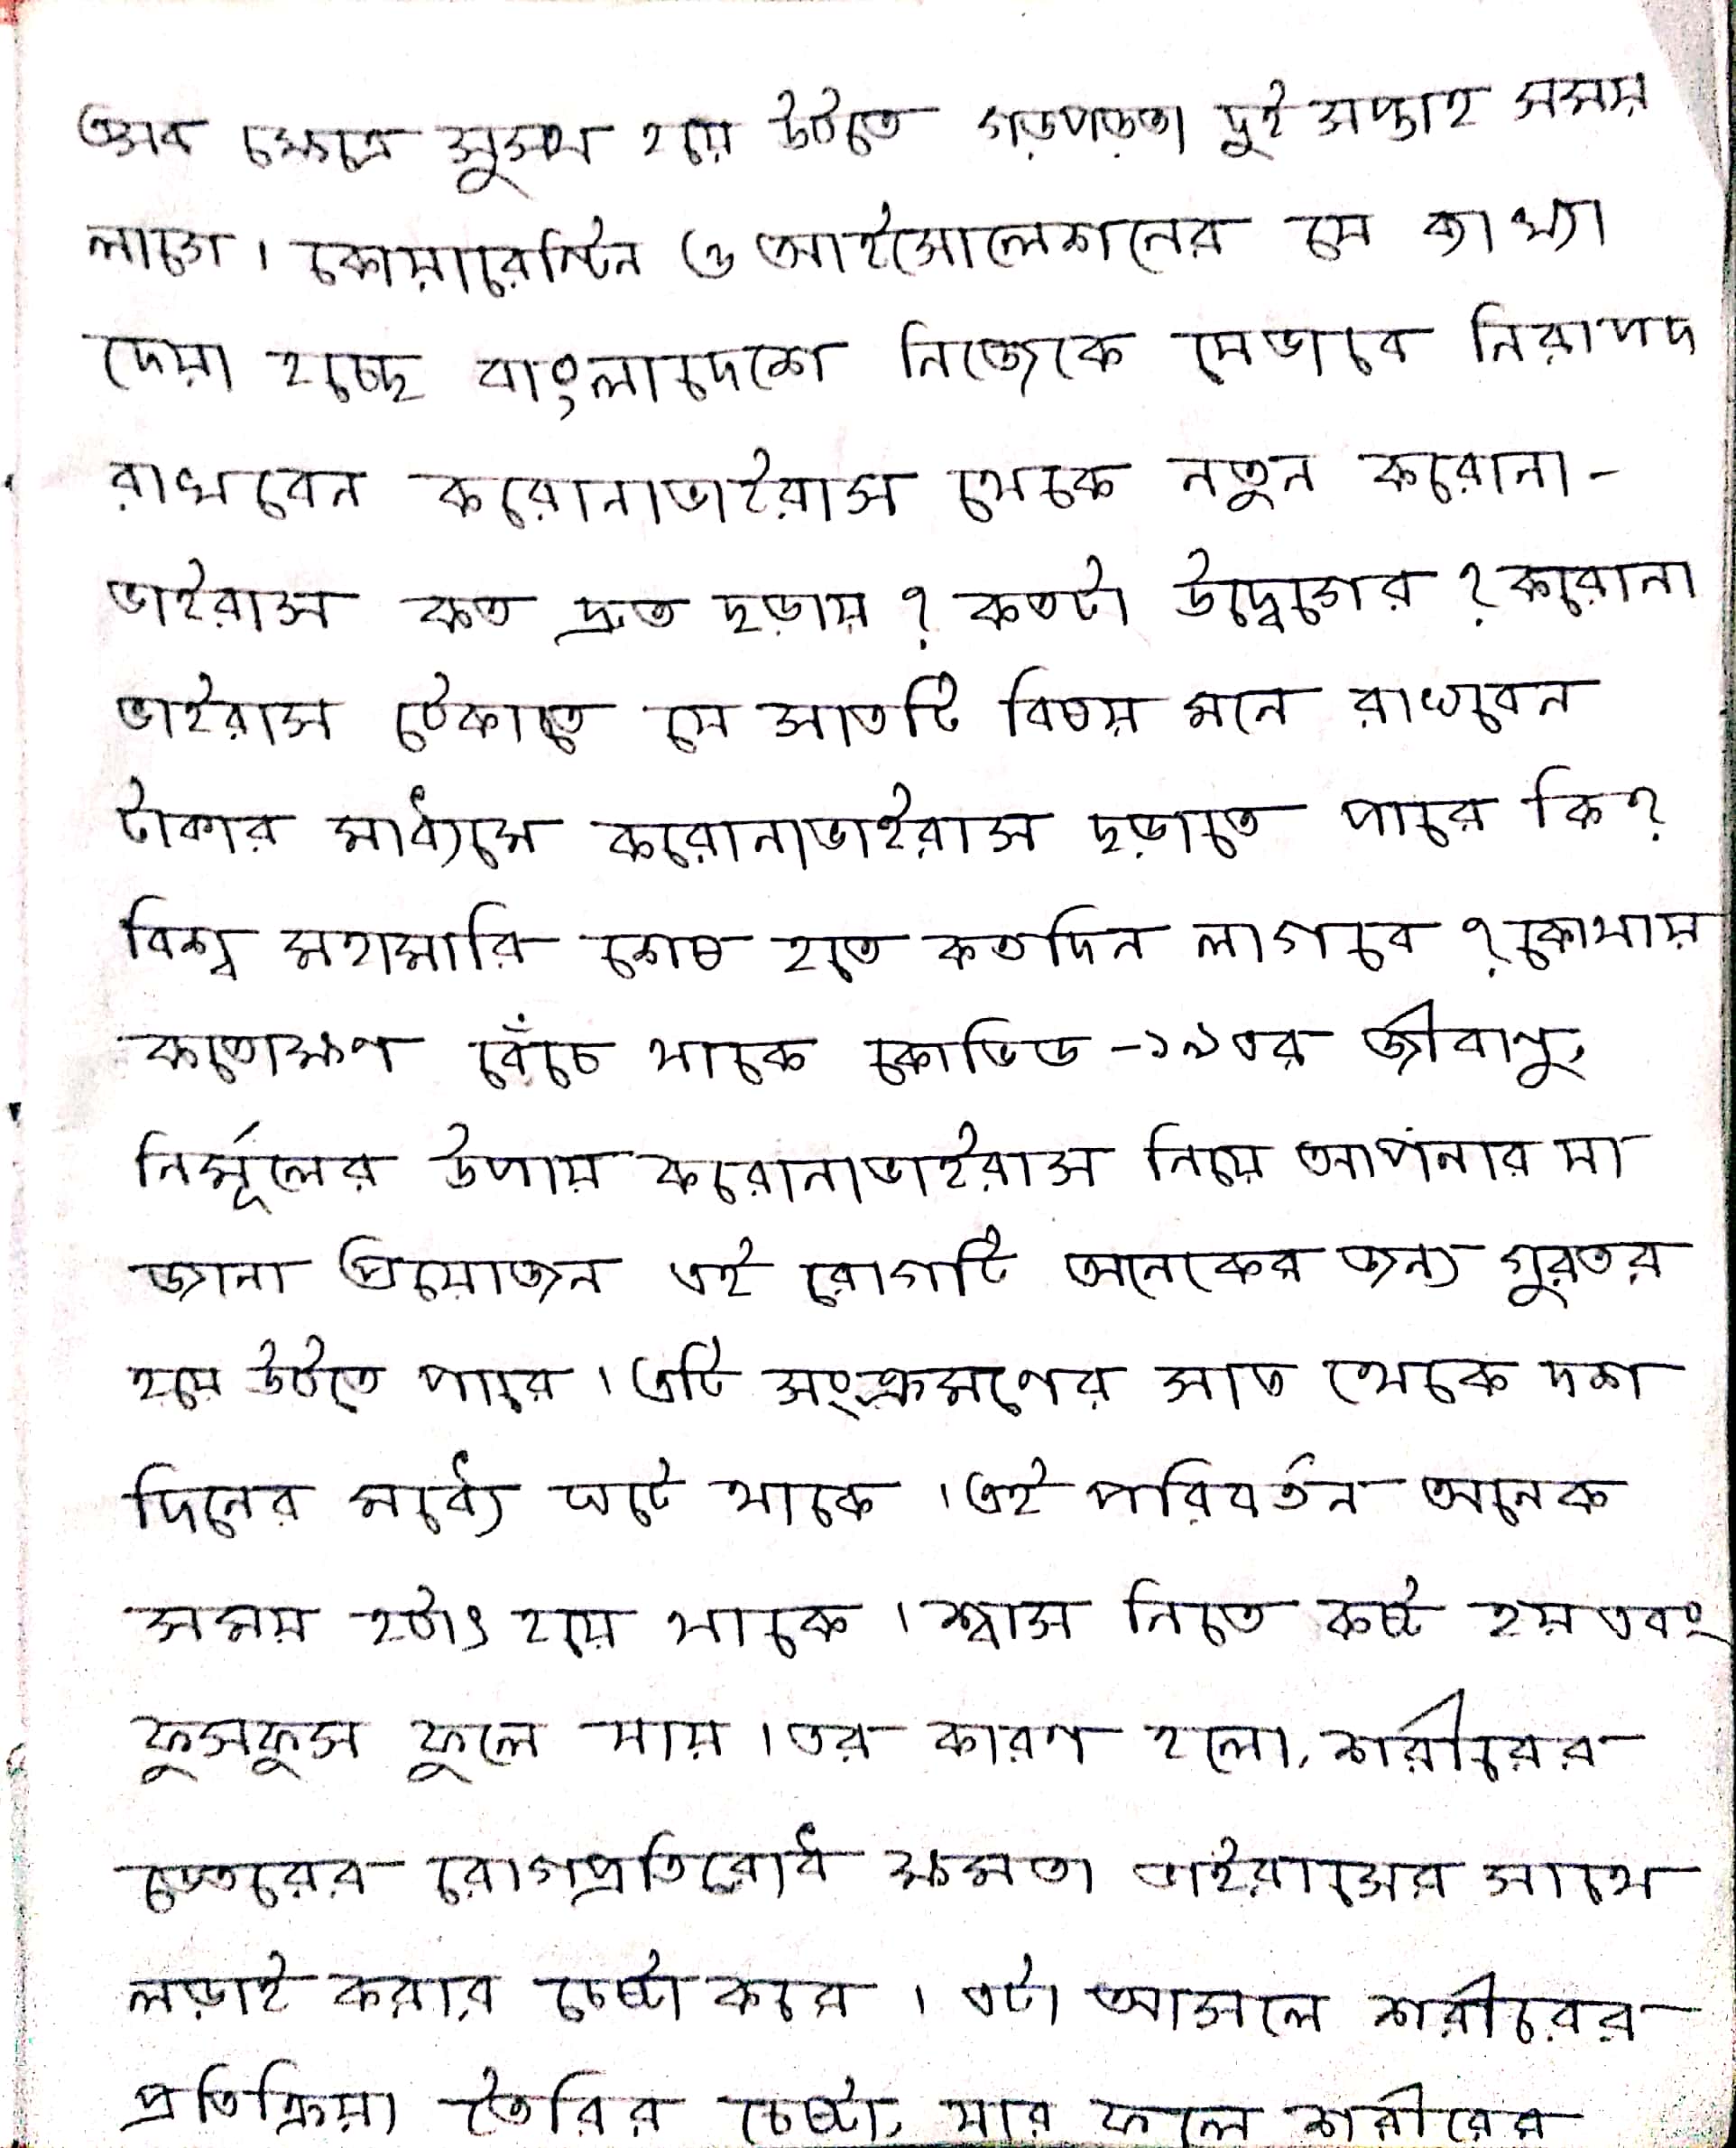 এসব ক্ষেত্রে সুস্থ হয়ে উঠতে গড়পড়তা দুই সপ্তাহ সময়
লাগে। কোয়ারেন্টিন ও আইসোলেশনের যে ব্যাখ্যা
দেয়া হচ্ছে বাংলাদেশে নিজেকে যেভাবে নিরাপদ
রাখবেন করোনাভাইরাস থেকে নতুন করোনা-
ভাইরাস কত দ্রুত ছড়ায়? কতটা উদ্বেগের? করোনা
ভাইরাস ঠেকাতে যে সাতটি বিষয় মনে রাখবেন
টাকার মাধ্যমে করোনাভাইরাস ছড়াতে পারে কি?
বিশ্ব মহামারি শেষ হতে কতদিন লাগবে? কোথায়
কতোক্ষণ বেঁচে থাকে কোভিড-১৯এর জীবাণু,
নির্মূলের উপায় করোনাভাইরাস নিয়ে আপনার যা
জানা প্রয়োজন এই রোগটি অনেকের জন্য গুরতর
হয়ে উঠতে পারে। এটি সংক্রমণের সাত থেকে দশ
দিনের মধ্যে ঘটে থাকে। এই পরিবর্তন অনেক
সময় হঠাৎ হয়ে থাকে। শ্বাস নিতে কষ্ট হয় এবং
ফুসফুস ফুলে যায়। এর কারণ হলো, শরীরের
ভেতরের রোগপ্রতিরোধ ক্ষমতা ভাইরাসের সাথে
লড়াই করার চেষ্টা করে। এটা আসলে শরীরের
প্রতিক্রিয়া তৈরির চেষ্টা, যার ফলে শরীরের